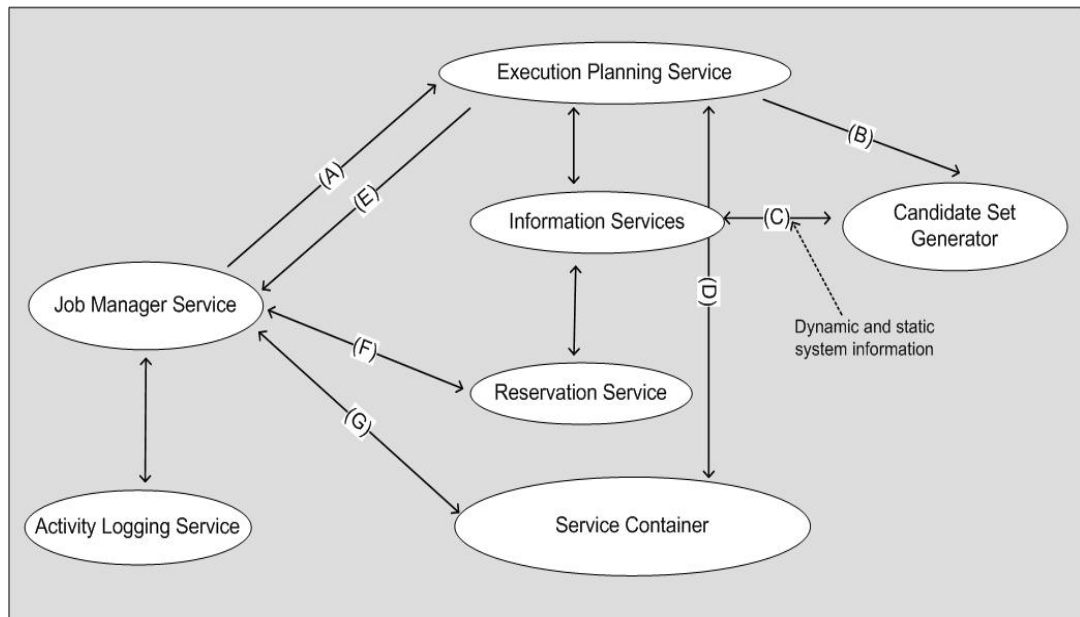 Execution Planning Service
(B)
(A)
(E)
Information Services
(C)
Candidate Set
Generator
Job Manager Service
(D)
Dynamic and static
system information
(F)
Reservation Service
(G)
Activity Logging Service
Service Container